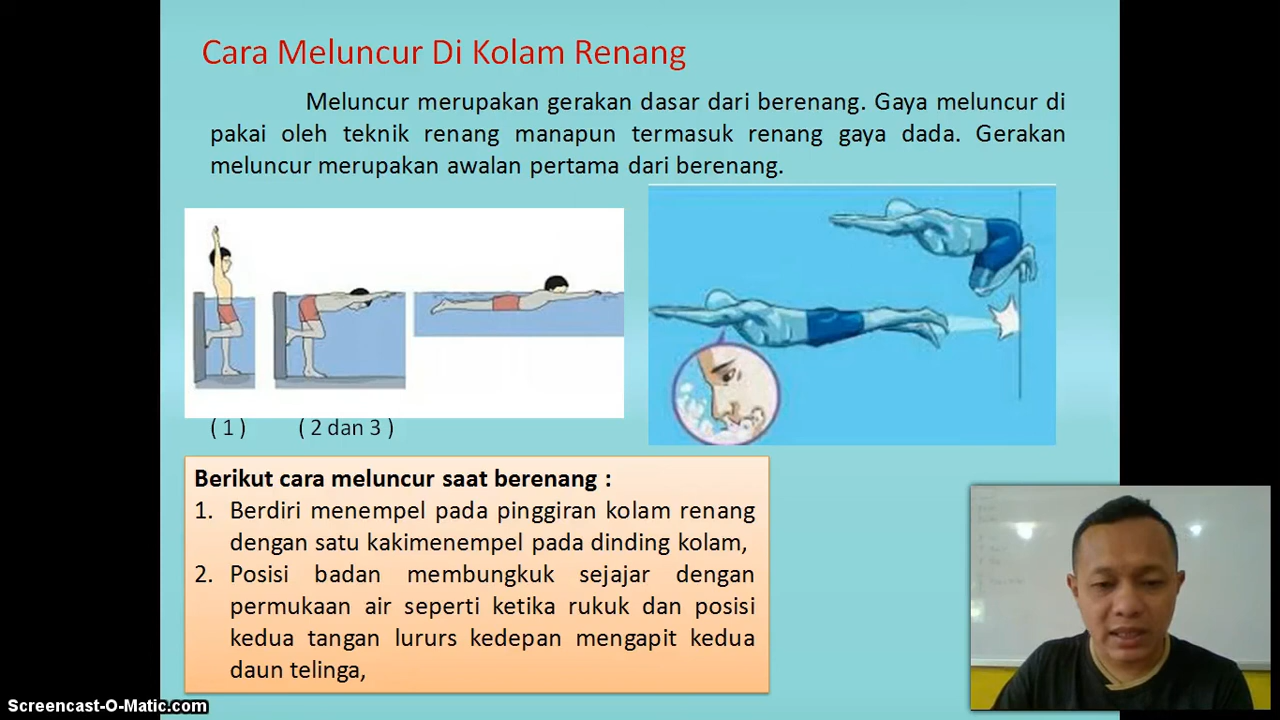 Cara Meluncur Di Kolam Renang
Meluncur merupakan gerakan dasar dari berenang. Gaya meluncur di
pakai oleh teknik renang manapun termasuk renang gaya dada. Gerakan
meluncur merupakan awalan pertama dari berenang.
( 1 ) ( 2 dan 3 )
Berikut cara meluncur saat berenang :
1. Berdiri menempel pada pinggiran kolam renang
dengan satu kakimenempel pada dinding kolam,
2. Posisi badan membungkuk sejajar dengan
permukaan air seperti ketika rukuk dan posisi
kedua tangan lururs kedepan mengapit kedua
daun telinga,
Screencast-O-Matic.com